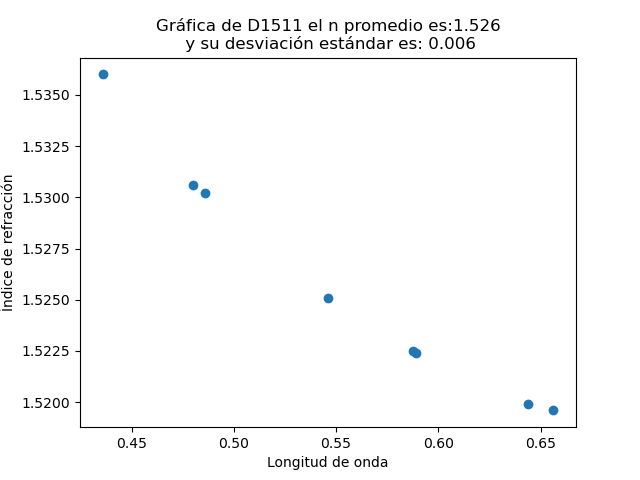 Gráfica de D1511 el n promedio es:1.526
y su desviación estándar es: 0.006
1.5350
1.5325
1.5300
1.5275
1.5250
1.5225
1.5200
Índice de refracción
0.45 0.50 0.55 0.60 0.65
Longitud de onda